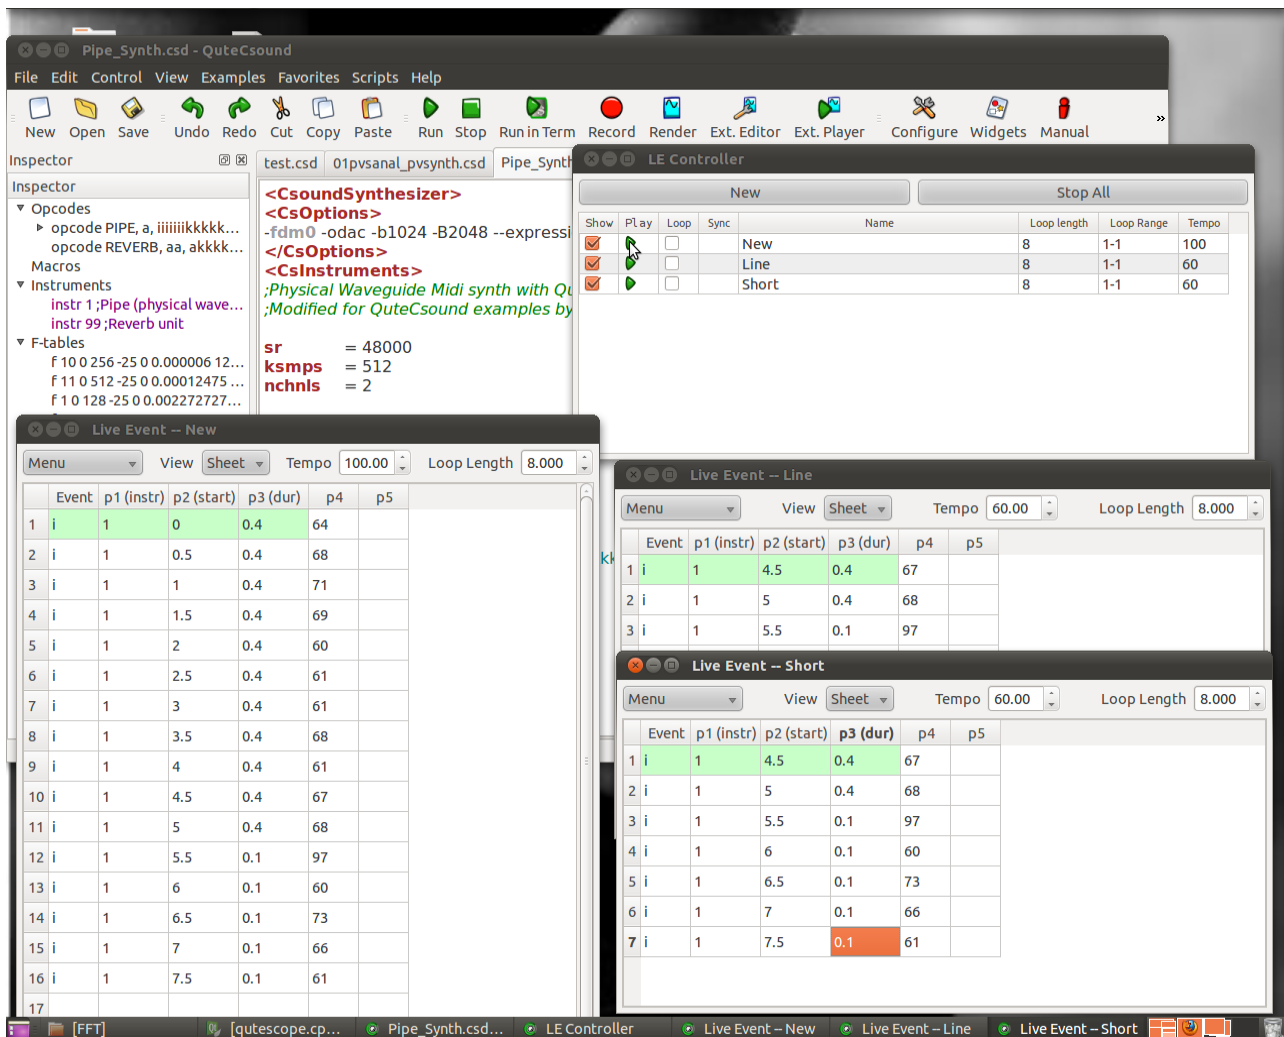 Pipe_Synth.csd - QuteCsound
File Edit Control View Examples Favorites Scripts Help
New Open Save Undo Redo Cut Copy Paste Run Stop Run in Term Record Render Ext. Editor Ext. Player Configure Widgets Manual »
Inspector
Inspector
Opcodes
opcode PIPE, a, iiiiiiikkkkk...
opcode REVERB, aa, akkkk...
Macros
Instruments
instr 1 ;Pipe (physical wave...
instr 99 ;Reverb unit
F-tables
f 10 0 256 -25 0 0.000006 12...
f 11 0 512 -25 0 0.00012475 ...
f 1 0 128 -25 0 0.002272727...
test.csd 01pvsanal_pvsynth.csd Pipe_Synth
<CsoundSynthesizer>
<CsOptions>
-fdm0 -odac -b1024 -B2048 --expressi
</CsOptions>
<CsInstruments>
;Physical Waveguide Midi synth with Qu
;Modified for QuteCsound examples by
sr = 48000
ksmps = 512
nchnls = 2
LE Controller
New Stop All
Show Play Loop Sync Name Loop length Loop Range Tempo
New 8 1-1 100
Line 8 1-1 60
Short 8 1-1 60
Live Event -- New
Menu View Sheet Tempo 100.00 Loop Length 8.000
Event p1 (instr) p2 (start) p3 (dur) p4 p5
1 i 1 0 0.4 64
2 i 1 0.5 0.4 68
3 i 1 1 0.4 71
4 i 1 1.5 0.4 69
5 i 1 2 0.4 60
6 i 1 2.5 0.4 61
7 i 1 3 0.4 61
8 i 1 3.5 0.4 68
9 i 1 4 0.4 61
10 i 1 4.5 0.4 67
11 i 1 5 0.4 68
12 i 1 5.5 0.1 97
13 i 1 6 0.1 60
14 i 1 6.5 0.1 73
15 i 1 7 0.1 66
16 i 1 7.5 0.1 61
17
kk
Live Event -- Line
Menu View Sheet Tempo 60.00 Loop Length 8.000
Event p1 (instr) p2 (start) p3 (dur) p4 p5
1 i 1 4.5 0.4 67
2 i 1 5 0.4 68
3 i 1 5.5 0.1 97
Live Event -- Short
Menu View Sheet Tempo 60.00 Loop Length 8.000
Event p1 (instr) p2 (start) p3 (dur) p4 p5
1 i 1 4.5 0.4 67
2 i 1 5 0.4 68
3 i 1 5.5 0.1 97
4 i 1 6 0.1 60
5 i 1 6.5 0.1 73
6 i 1 7 0.1 66
7 i 1 7.5 0.1 61
[FFT] [qutescope.cp... Pipe_Synth.csd... LE Controller Live Event -- New Live Event -- Line Live Event -- Short